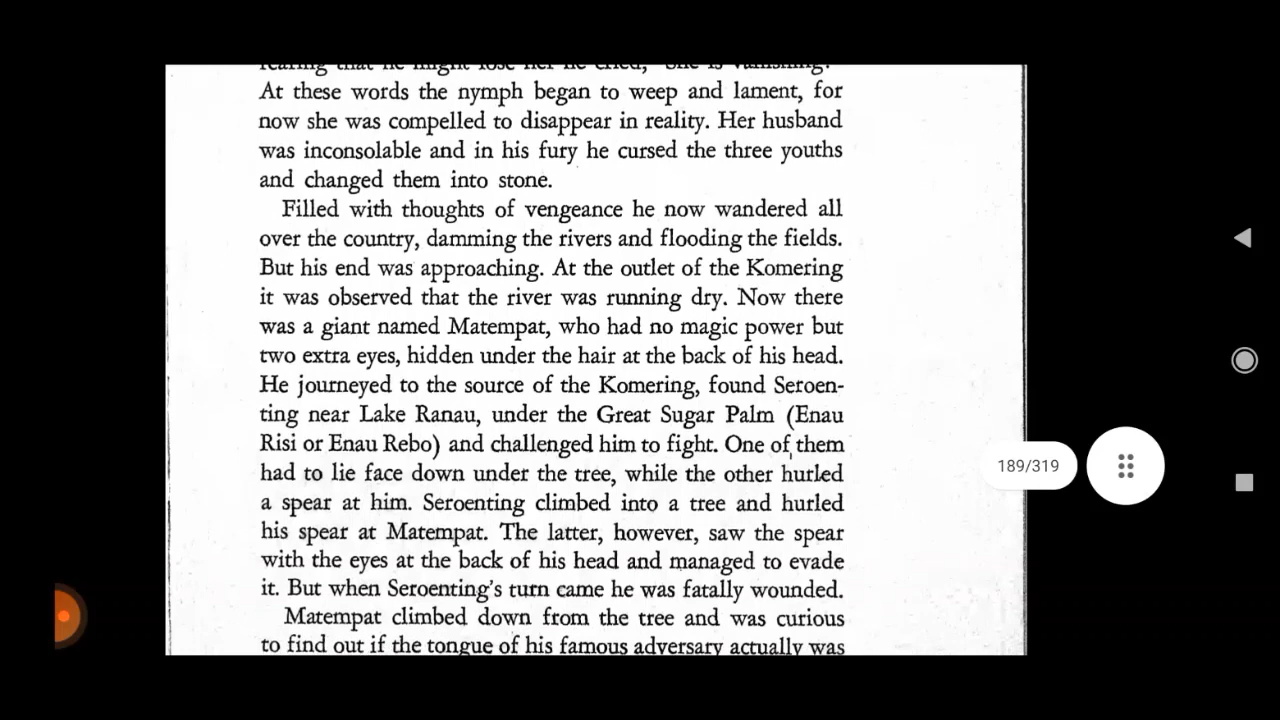 fearing that he might lose her he cried, "She is vanishing!"
At these words the nymph began to weep and lament, for
now she was compelled to disappear in reality. Her husband
was inconsolable and in his fury he cursed the three youths
and changed them into stone.
Filled with thoughts of vengeance he now wandered all
over the country, damming the rivers and flooding the fields.
But his end was approaching. At the outlet of the Komering
it was observed that the river was running dry. Now there
was a giant named Matempat, who had no magic power but
two extra eyes, hidden under the hair at the back of his head.
He journeyed to the source of the Komering, found Seroen-
ting near Lake Ranau, under the Great Sugar Palm (Enau
Risi or Enau Rebo) and challenged him to fight. One of them
had to lie face down under the tree, while the other hurled
a spear at him. Seroenting climbed into a tree and hurled
his spear at Matempat. The latter, however, saw the spear
with the eyes at the back of his head and managed to evade
it. But when Seroenting's turn came he was fatally wounded.
Matempat climbed down from the tree and was curious
to find out if the tongue of his famous adversary actually was
189/319